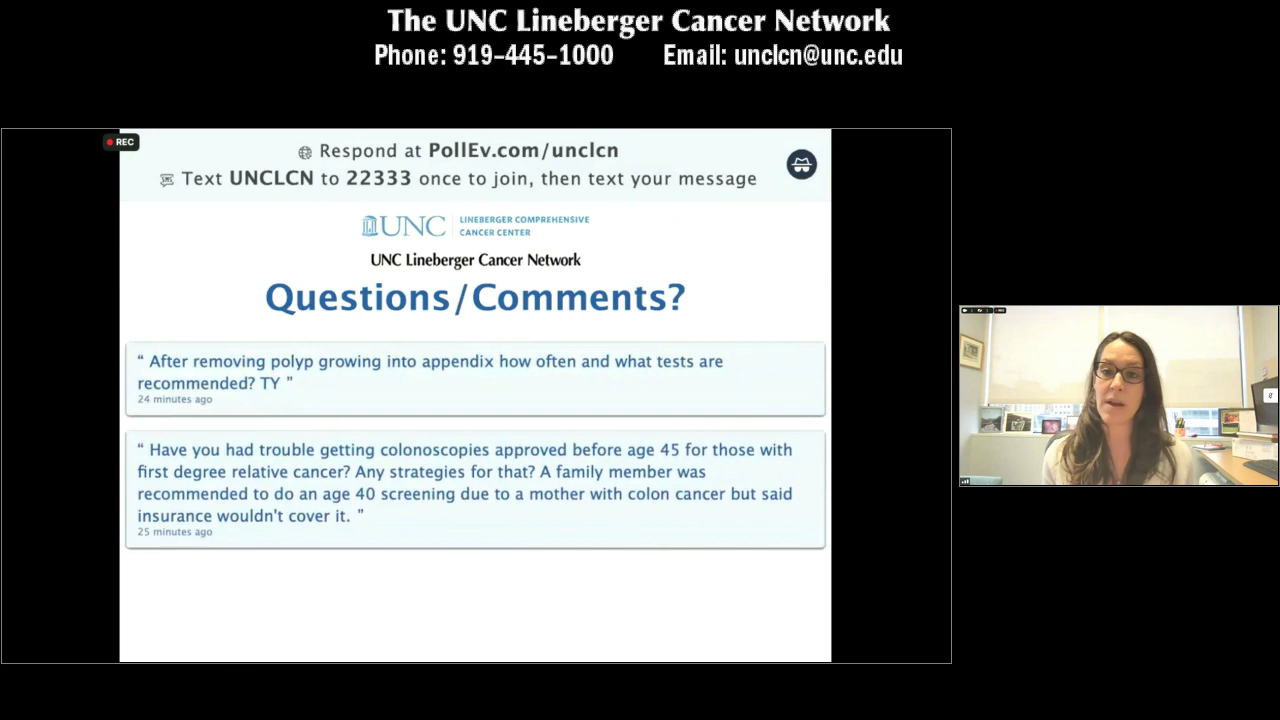 The UNC Lineberger Cancer Network
Phone: 919-445-1000 Email: unclcn@unc.edu
REC
Respond at PollEv.com/unclcn
Text UNCLCN to 22333 once to join, then text your message
UNC LINEBERGER COMPREHENSIVE
CANCER CENTER
UNC Lineberger Cancer Network
Questions/Comments?
“ After removing polyp growing into appendix how often and what tests are
recommended? TY ”
24 minutes ago
“ Have you had trouble getting colonoscopies approved before age 45 for those with
first degree relative cancer? Any strategies for that? A family member was
recommended to do an age 40 screening due to a mother with colon cancer but said
insurance wouldn't cover it. ”
25 minutes ago